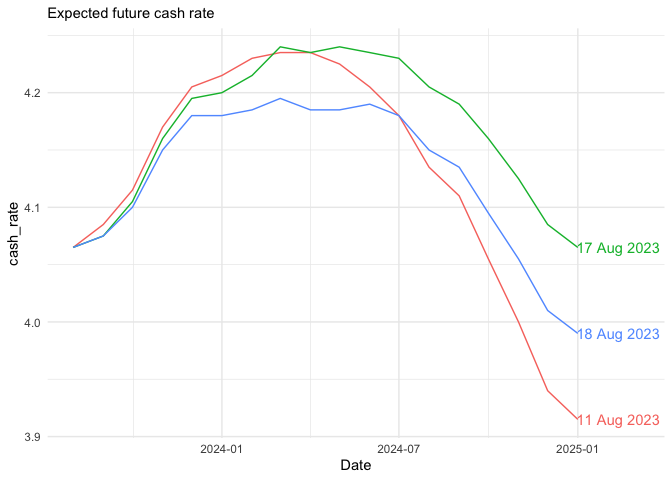 Expected future cash rate
cash_rate
4.2
4.1
4.0
3.9
17 Aug 2023
18 Aug 2023
11 Aug 2023
2024-01
2024-07
2025-01
Date